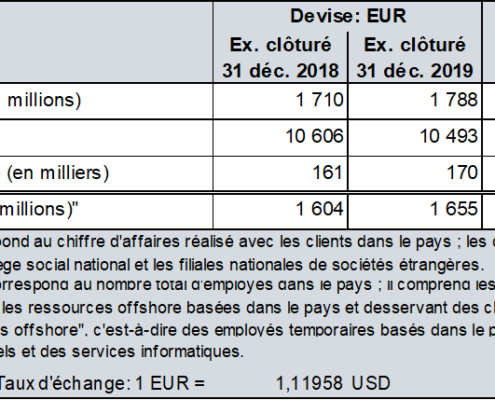 Devise: EUR
Ex. clôturé Ex. clôturé
31 déc. 2018 31 déc. 2019
millions) 1 710 1 788
10 606 10 493
(en milliers) 161 170
millions)" 1 604 1 655
ond au chiffre d'affaires réalisé avec les clients dans le pays ; les
ège social national et les filiales nationales de sociétés étrangères.
orrespond au nombre total d'employés dans le pays ; il comprend les
les ressources offshore basées dans le pays et desservant des
s offshore", c'est-à-dire des employés temporaires basés dans le
els et des services informatiques.
Taux d'échange: 1 EUR = 1,11958 USD